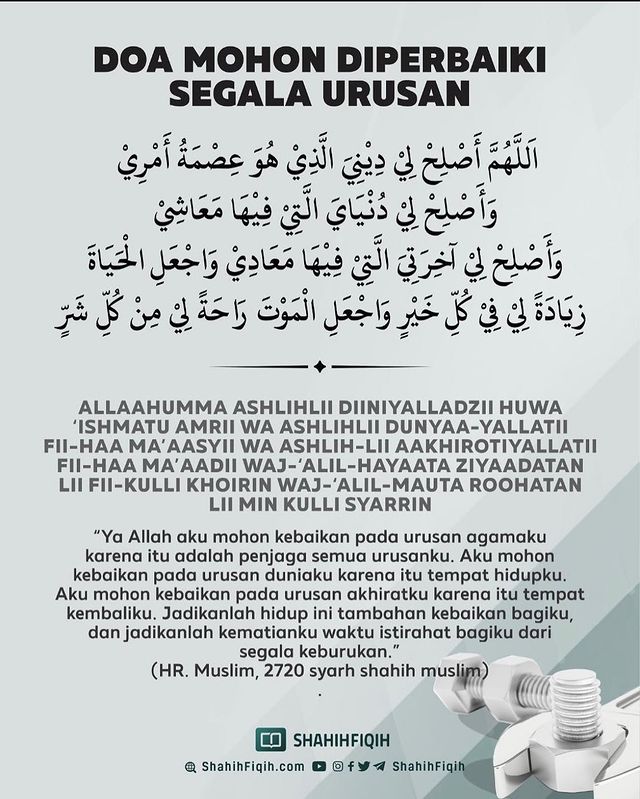 DOA MOHON DIPERBAIKI
SEGALA URUSAN
اَللَّهُمَّ أَصْلِحْ لِيْ دِيْنِيَ الَّذِيْ هُوَ عِصْمَةُ أَمْرِيْ
وَأَصْلِحْ لِيْ دُنْيَايَ الَّتِيْ فِيْهَا مَعَاشِيْ
وَأَصْلِحْ لِيْ آخِرَتِيَ الَّتِيْ فِيْهَا مَعَادِيْ وَاجْعَلِ الْحَيَاةَ
زِيَادَةً لِيْ فِيْ كُلِّ خَيْرٍ وَاجْعَلِ الْمَوْتَ رَاحَةً لِيْ مِنْ كُلِّ شَرٍّ
ALLAAHUMMA ASHLIHLII DIINIYALLADZII HUWA
‘ISHMATU AMRII WA ASHLIHLII DUNYAA-YALLATII
FII-HAA MA’AASYII WA ASHLIH-LII AAKHIROTIYALLATII
FII-HAA MA’AADII WAJ-‘ALIL-HAYAATA ZIYAADATAN
LII FII-KULLI KHOIRIN WAJ-‘ALIL-MAUTA ROOHATAN
LII MIN KULLI SYARRIN
“Ya Allah aku mohon kebaikan pada urusan agamaku
karena itu adalah penjaga semua urusanku. Aku mohon
kebaikan pada urusan duniaku karena itu tempat hidupku.
Aku mohon kebaikan pada urusan akhiratku karena itu tempat
kembaliku. Jadikanlah hidup ini tambahan kebaikan bagiku,
dan jadikanlah kematianku waktu istirahat bagiku dari
segala keburukan.”
(HR. Muslim, 2720 syarh shahih muslim)
.
SHAHIHFIQIH
ShahihFiqih.com ShahihFiqih